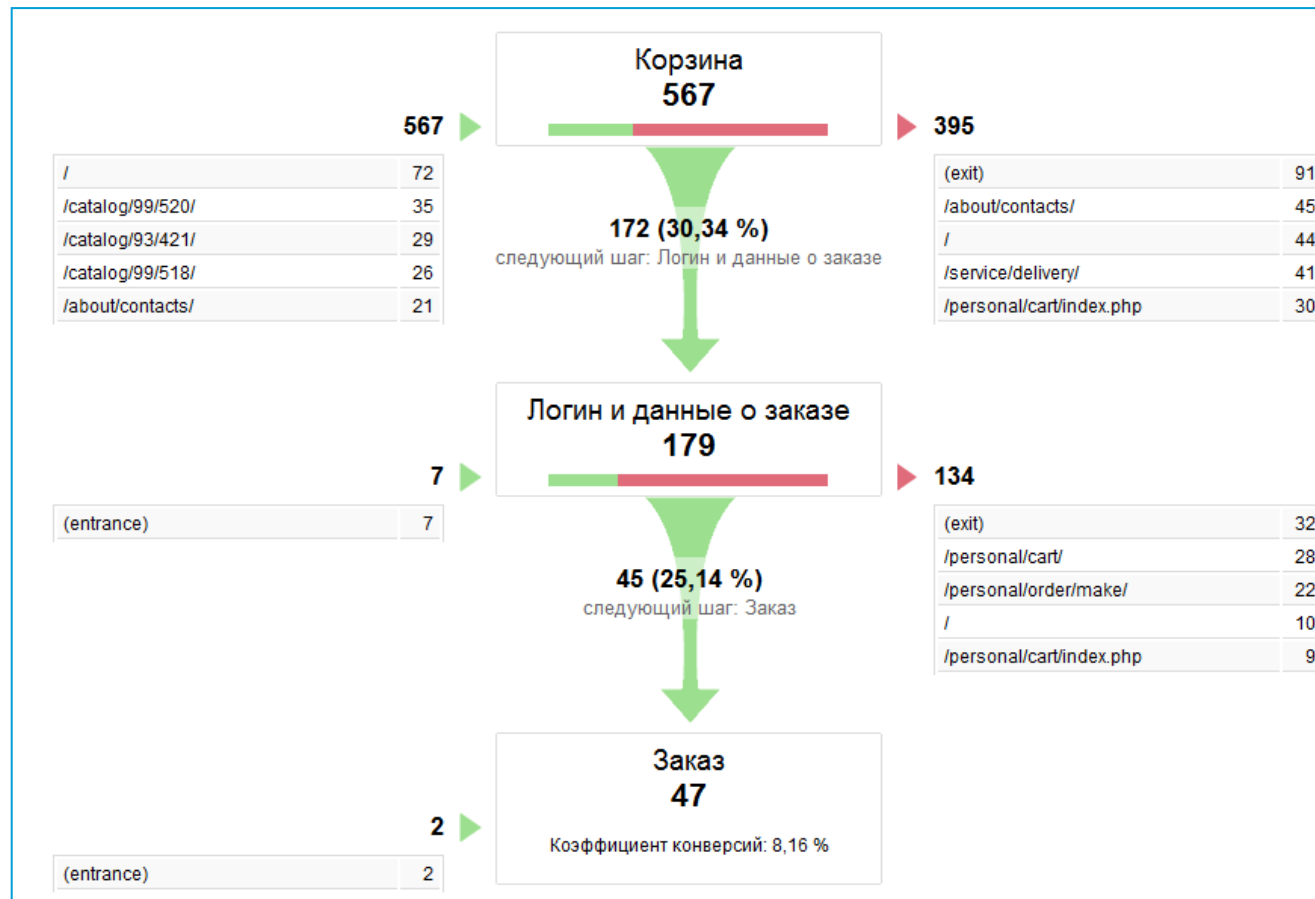 Корзина
567
567
395
/ 72
/catalog/99/520/ 35
/catalog/93/421/ 29
/catalog/99/518/ 26
/about/contacts/ 21
172 (30,34 %)
следующий шаг: Логин и данные о заказе
(exit) 91
/about/contacts/ 45
/ 44
/service/delivery/ 41
/personal/cart/index.php 30
Логин и данные о заказе
179
7
134
(entrance) 7
45 (25,14 %)
следующий шаг: Заказ
(exit) 32
/personal/cart/ 28
/personal/order/make/ 22
/ 10
/personal/cart/index.php 9
Заказ
47
2
Коэффициент конверсий: 8,16 %
(entrance) 2